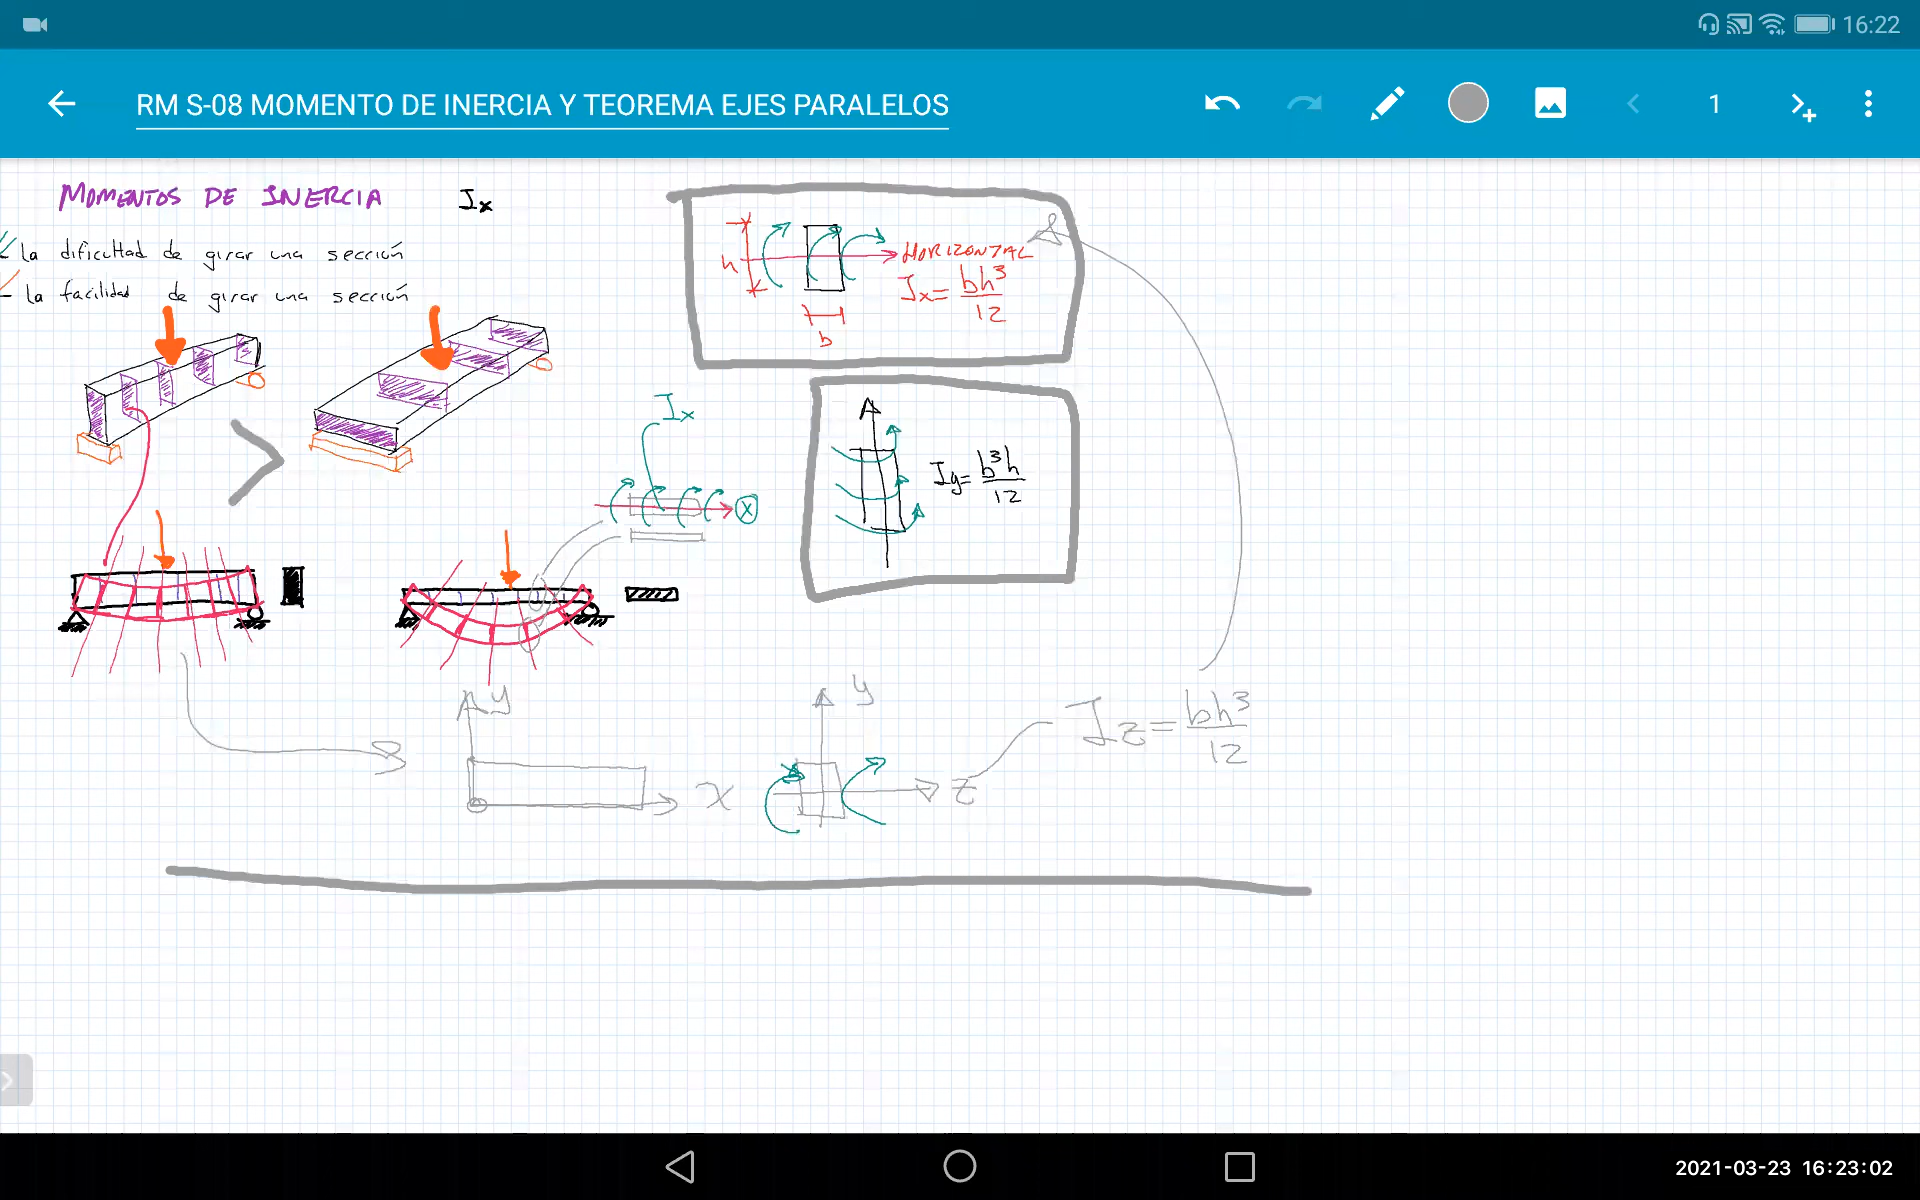 16:22
RM S-08 MOMENTO DE INERCIA Y TEOREMA EJES PARALELOS
1
MOMENTOS DE INERCIA Ix
la dificultad de girar una sección
la facilidad de girar una sección
h
HORIZONTAL
Ix = bh³/12
b
Ix
X
Iy = b³h/12
>
y
x
y
z
Iz = bh³/12
2021-03-23 16:23:02